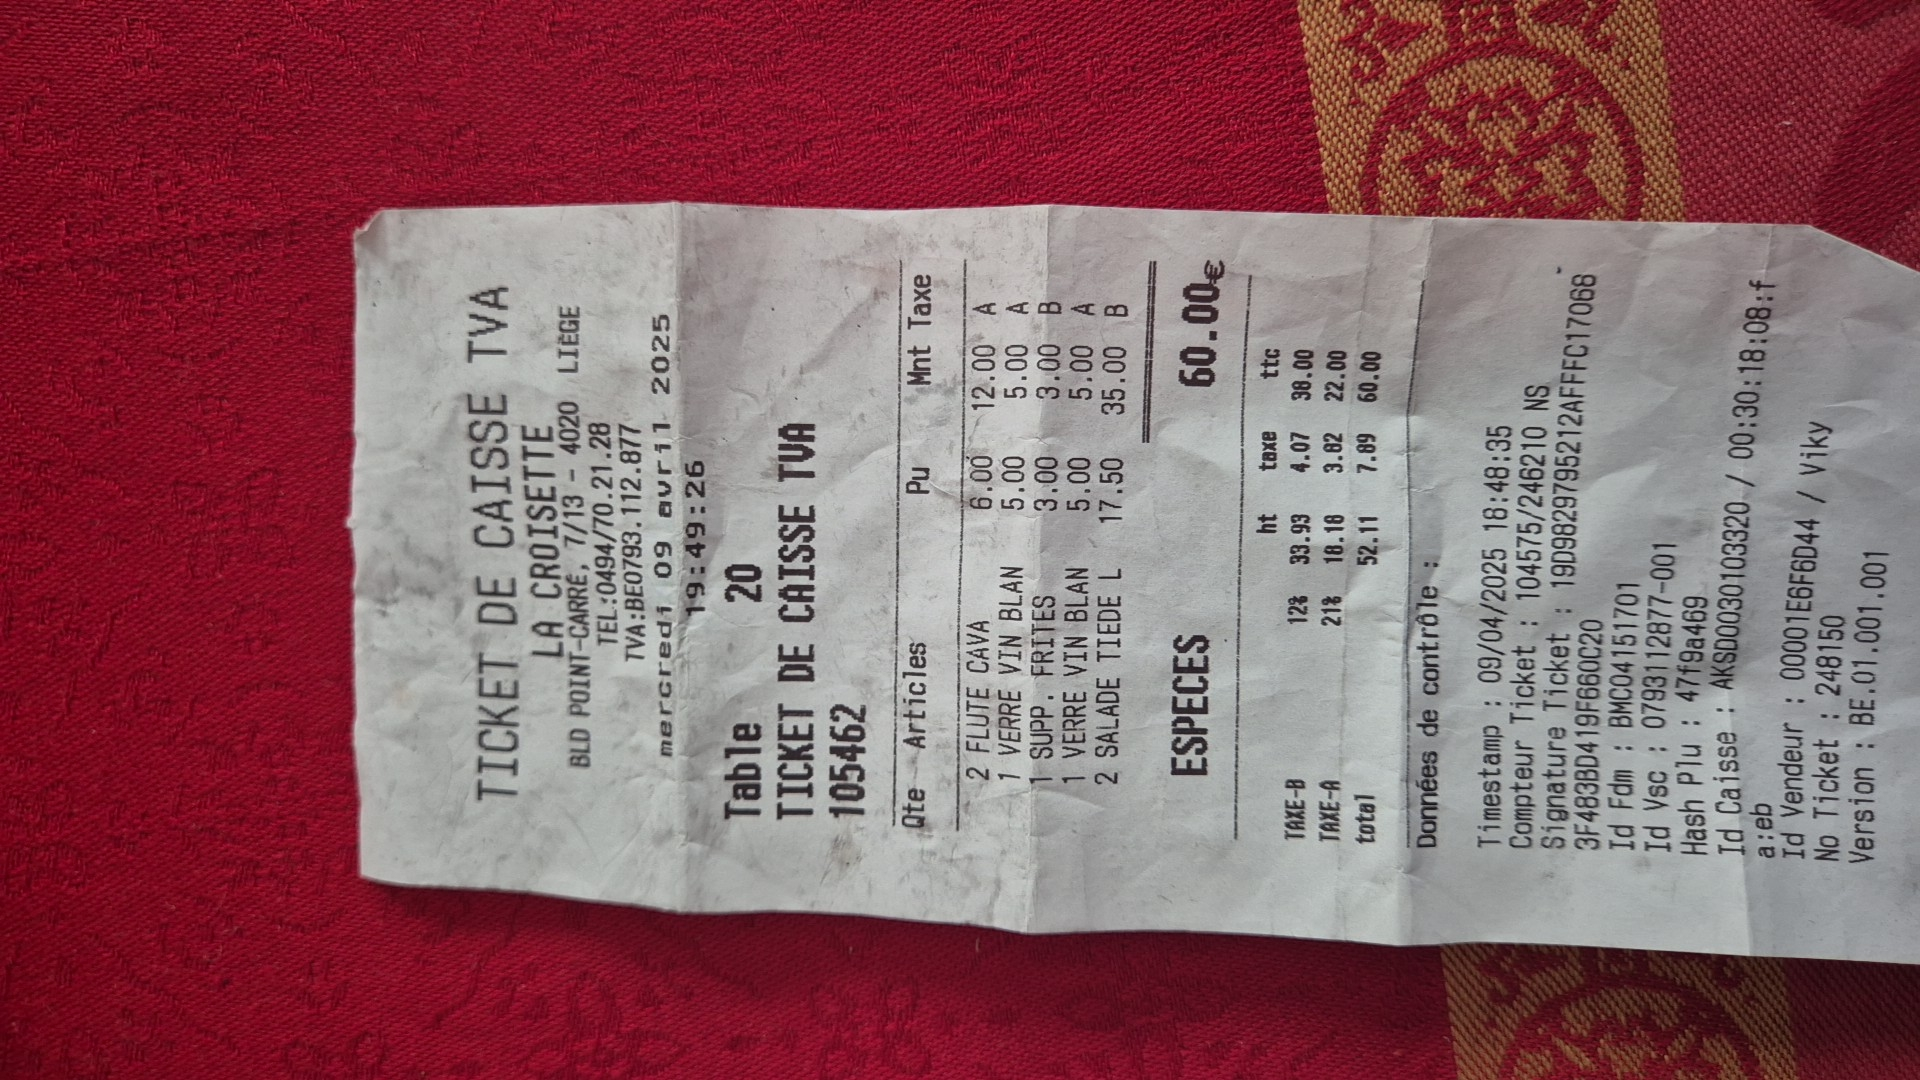 TICKET DE CAISSE TVA
LA CROISETTE
BLD POINT-CARRÉ, 7/13 - 4020 LIEGE
TEL:0494/70.21.28
TVA:BE0793.112.877
mercredi 09 avril 2025
19:49:26
Table 20
TICKET DE CAISSE TVA
105462
Qte Articles Pu Mnt Taxe
2 FLUTE CAVA 6.00 12.00 A
1 VERRE VIN BLAN 5.00 5.00 A
1 SUPP. FRITES 3.00 3.00 B
1 VERRE VIN BLAN 5.00 5.00 A
2 SALADE TIEDE L 17.50 35.00 B
ESPECES 60.00€
ht taxe ttc
TAXE-B 12% 33.93 4.07 38.00
TAXE-A 21% 18.18 3.82 22.00
total 52.11 7.89 60.00
Données de contrôle :
Timestamp : 09/04/2025 18:48:35
Compteur Ticket : 104575/246210 NS
Signature Ticket : 19D9829795212AFFFC17068
3F483BD419F660C20
Id Fdm : BMC04151701
Id Vsc : 0793112877-001
Hash Plu : 47f9a469
Id Caisse : AKSD0030103320 / 00:30:18:08:f
a:eb
Id Vendeur : 00001E6F6D44 / Viky
No Ticket : 248150
Version : BE.01.001.001